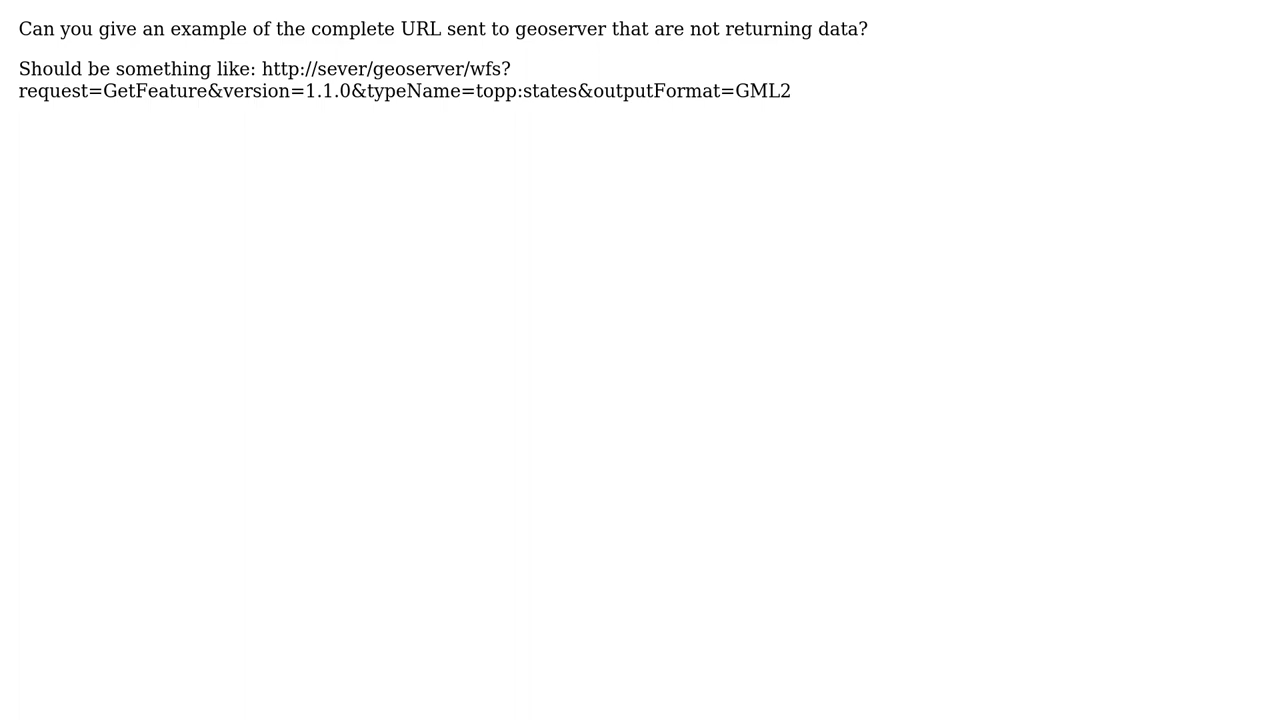 Can you give an example of the complete URL sent to geoserver that are not returning data?
Should be something like: http://sever/geoserver/wfs?
request=GetFeature&version=1.1.0&typeName=topp:states&outputFormat=GML2